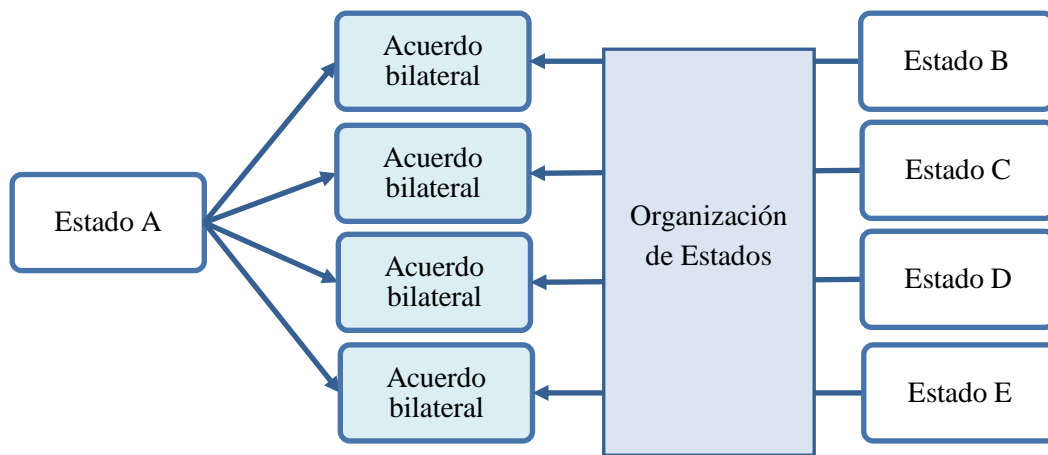 Estado A
Acuerdo
bilateral
Acuerdo
bilateral
Acuerdo
bilateral
Acuerdo
bilateral
Organización
de Estados
Estado B
Estado C
Estado D
Estado E